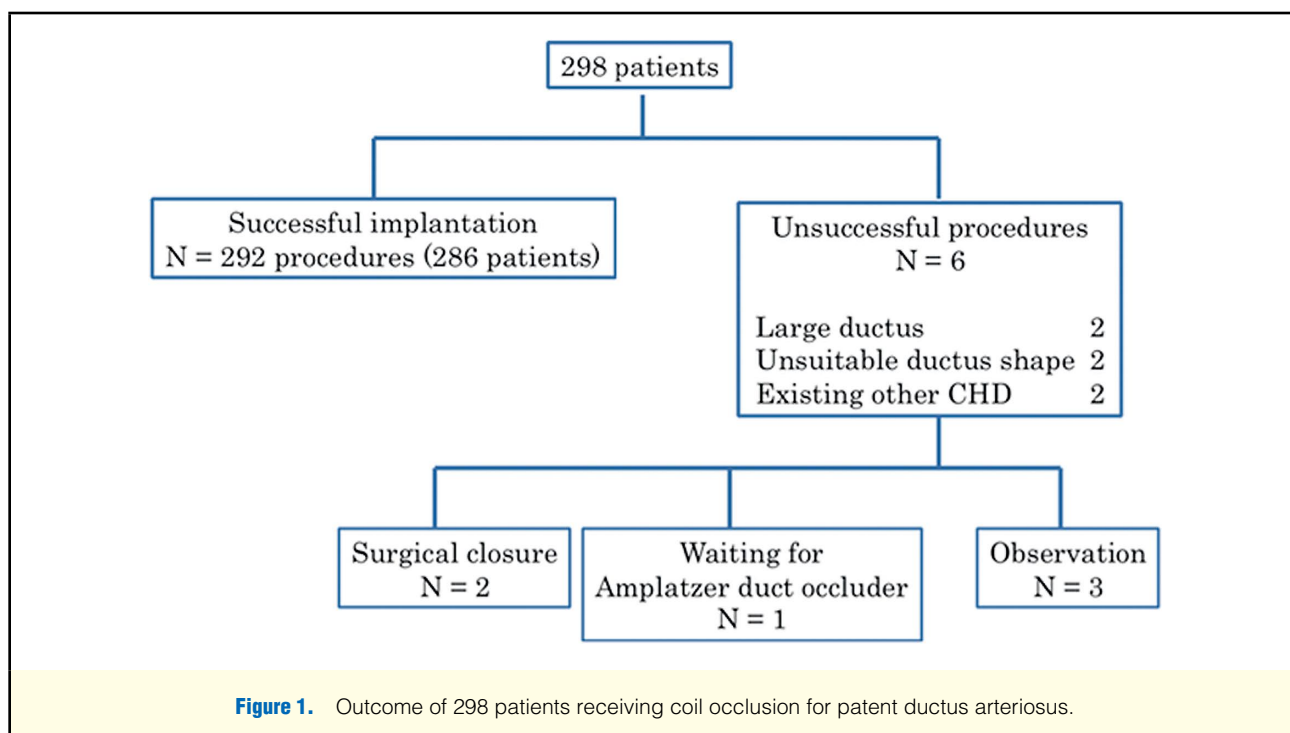 298 patients
Successful implantation
N = 292 procedures (286 patients)
Unsuccessful procedures
N = 6
Large ductus 2
Unsuitable ductus shape 2
Existing other CHD 2
Surgical closure
N = 2
Waiting for
Amplatzer duct occluder
N = 1
Observation
N = 3
Figure 1. Outcome of 298 patients receiving coil occlusion for patent ductus arteriosus.